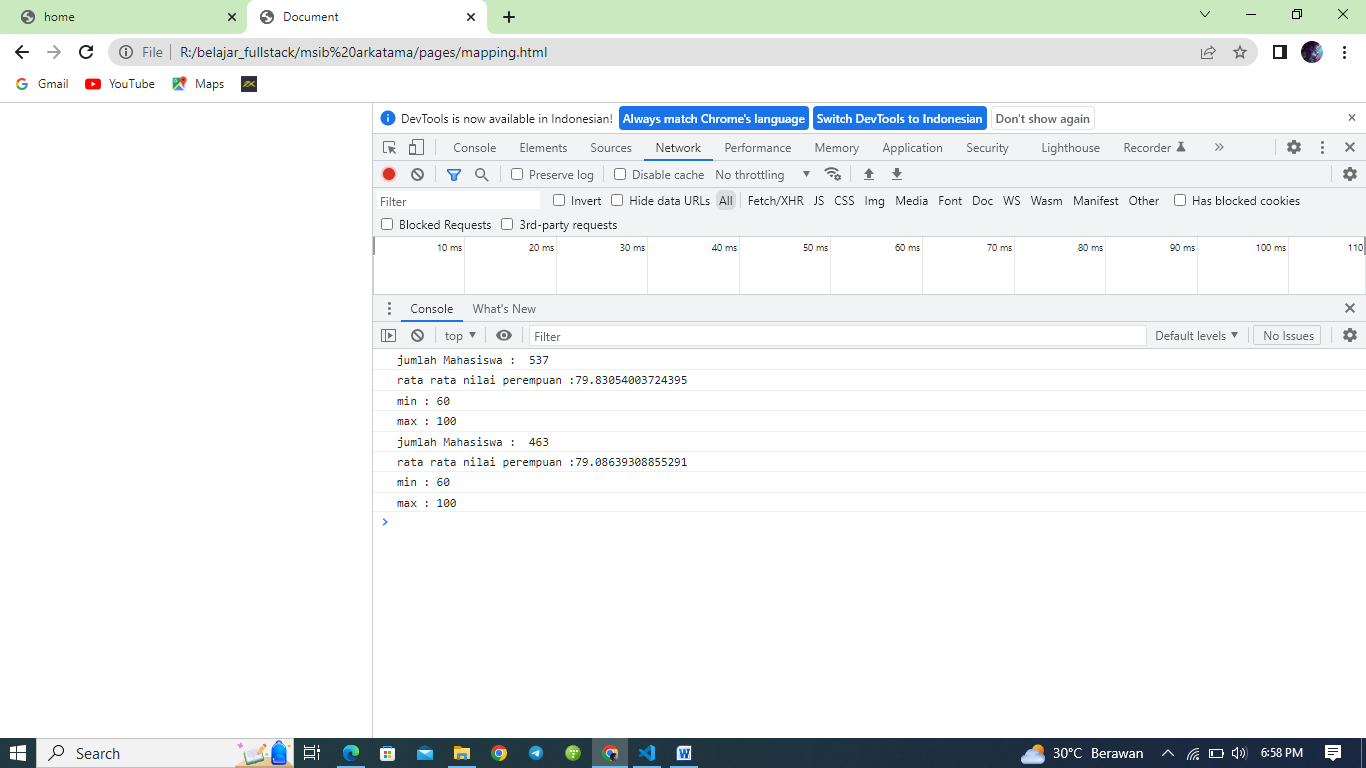 home
Document
File
R:/belajar_fullstack/msib%20arkatama/pages/mapping.html
Gmail YouTube Maps
DevTools is now available in Indonesian! Always match Chrome's language Switch DevTools to Indonesian Don't show again
Console Elements Sources Network Performance Memory Application Security Lighthouse Recorder
Preserve log Disable cache No throttling
Filter Invert Hide data URLs All Fetch/XHR JS CSS Img Media Font Doc WS Wasm Manifest Other Has blocked cookies
Blocked Requests 3rd-party requests
10 ms 20 ms 30 ms 40 ms 50 ms 60 ms 70 ms 80 ms 90 ms 100 ms 110
Console What's New
top Filter Default levels No Issues
jumlah Mahasiswa :  537
rata rata nilai perempuan :79.83054003724395
min : 60
max : 100
jumlah Mahasiswa :  463
rata rata nilai perempuan :79.08639308855291
min : 60
max : 100
Search 30°C Berawan 6:58 PM